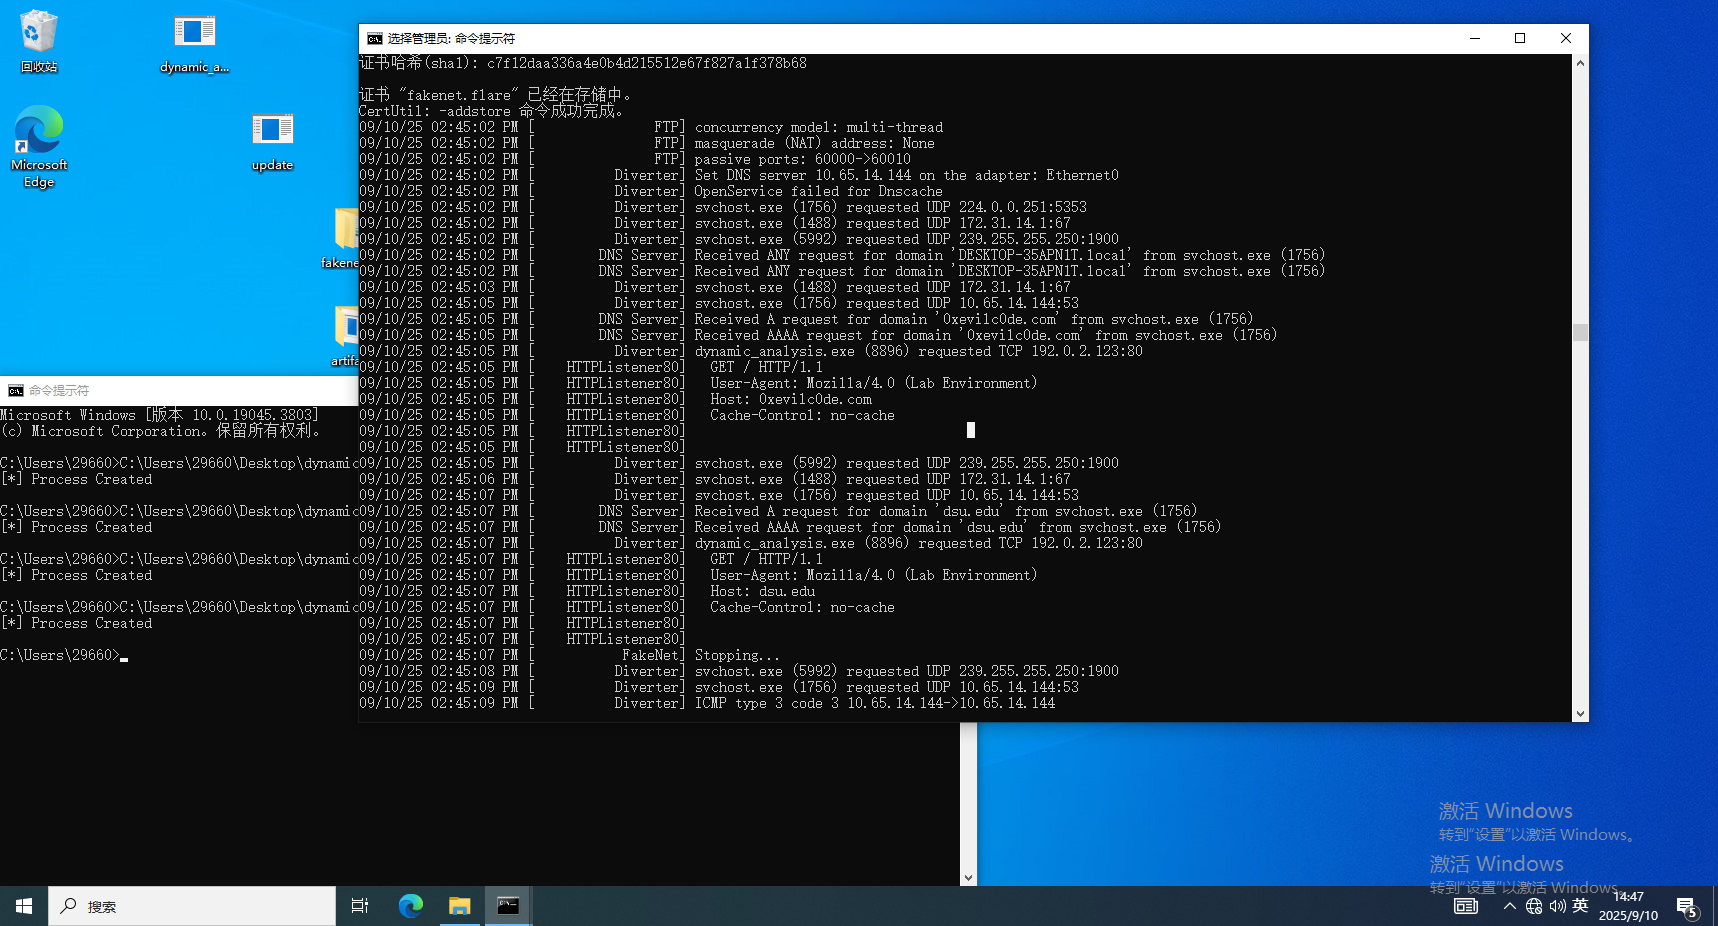 回收站
dynamic_a...
Microsoft
Edge
update
fakene
artifa
选择管理员: 命令提示符
证书哈希(sha1): c7f12daa336a4e0b4d215512e67f827a1f378b68
证书 "fakenet.flare" 已经在存储中。
CertUtil: -addstore 命令成功完成。
09/10/25 02:45:02 PM [ FTP] concurrency model: multi-thread
09/10/25 02:45:02 PM [ FTP] masquerade (NAT) address: None
09/10/25 02:45:02 PM [ FTP] passive ports: 60000->60010
09/10/25 02:45:02 PM [ Diverter] Set DNS server 10.65.14.144 on the adapter: Ethernet0
09/10/25 02:45:02 PM [ Diverter] OpenService failed for Dnscache
09/10/25 02:45:02 PM [ Diverter] svchost.exe (1756) requested UDP 224.0.0.251:5353
09/10/25 02:45:02 PM [ Diverter] svchost.exe (1488) requested UDP 172.31.14.1:67
09/10/25 02:45:02 PM [ Diverter] svchost.exe (5992) requested UDP 239.255.255.250:1900
09/10/25 02:45:02 PM [ DNS Server] Received ANY request for domain 'DESKTOP-35APN1T.local' from svchost.exe (1756)
09/10/25 02:45:02 PM [ DNS Server] Received ANY request for domain 'DESKTOP-35APN1T.local' from svchost.exe (1756)
09/10/25 02:45:03 PM [ Diverter] svchost.exe (1488) requested UDP 172.31.14.1:67
09/10/25 02:45:05 PM [ Diverter] svchost.exe (1756) requested UDP 10.65.14.144:53
09/10/25 02:45:05 PM [ DNS Server] Received A request for domain '0xevilc0de.com' from svchost.exe (1756)
09/10/25 02:45:05 PM [ DNS Server] Received AAAA request for domain '0xevilc0de.com' from svchost.exe (1756)
09/10/25 02:45:05 PM [ Diverter] dynamic_analysis.exe (8896) requested TCP 192.0.2.123:80
09/10/25 02:45:05 PM [ HTTPListener80] GET / HTTP/1.1
09/10/25 02:45:05 PM [ HTTPListener80] User-Agent: Mozilla/4.0 (Lab Environment)
09/10/25 02:45:05 PM [ HTTPListener80] Host: 0xevilc0de.com
09/10/25 02:45:05 PM [ HTTPListener80] Cache-Control: no-cache
09/10/25 02:45:05 PM [ HTTPListener80]
09/10/25 02:45:05 PM [ HTTPListener80]
09/10/25 02:45:05 PM [ Diverter] svchost.exe (5992) requested UDP 239.255.255.250:1900
09/10/25 02:45:06 PM [ Diverter] svchost.exe (1488) requested UDP 172.31.14.1:67
09/10/25 02:45:07 PM [ Diverter] svchost.exe (1756) requested UDP 10.65.14.144:53
09/10/25 02:45:07 PM [ DNS Server] Received A request for domain 'dsu.edu' from svchost.exe (1756)
09/10/25 02:45:07 PM [ DNS Server] Received AAAA request for domain 'dsu.edu' from svchost.exe (1756)
09/10/25 02:45:07 PM [ Diverter] dynamic_analysis.exe (8896) requested TCP 192.0.2.123:80
09/10/25 02:45:07 PM [ HTTPListener80] GET / HTTP/1.1
09/10/25 02:45:07 PM [ HTTPListener80] User-Agent: Mozilla/4.0 (Lab Environment)
09/10/25 02:45:07 PM [ HTTPListener80] Host: dsu.edu
09/10/25 02:45:07 PM [ HTTPListener80] Cache-Control: no-cache
09/10/25 02:45:07 PM [ HTTPListener80]
09/10/25 02:45:07 PM [ HTTPListener80]
09/10/25 02:45:07 PM [ FakeNet] Stopping...
09/10/25 02:45:08 PM [ Diverter] svchost.exe (5992) requested UDP 239.255.255.250:1900
09/10/25 02:45:09 PM [ Diverter] svchost.exe (1756) requested UDP 10.65.14.144:53
09/10/25 02:45:09 PM [ Diverter] ICMP type 3 code 3 10.65.14.144->10.65.14.144
命令提示符
Microsoft Windows [版本 10.0.19045.3803]
(c) Microsoft Corporation。保留所有权利。
C:\Users\29660>C:\Users\29660\Desktop\dynamic
[*] Process Created
C:\Users\29660>C:\Users\29660\Desktop\dynamic
[*] Process Created
C:\Users\29660>C:\Users\29660\Desktop\dynamic
[*] Process Created
C:\Users\29660>C:\Users\29660\Desktop\dynamic
[*] Process Created
C:\Users\29660>
激活 Windows
转到"设置"以激活 Windows。
激活 Windows
转到"设置"以激活 Windows。
搜索
英
14:47
2025/9/10
5